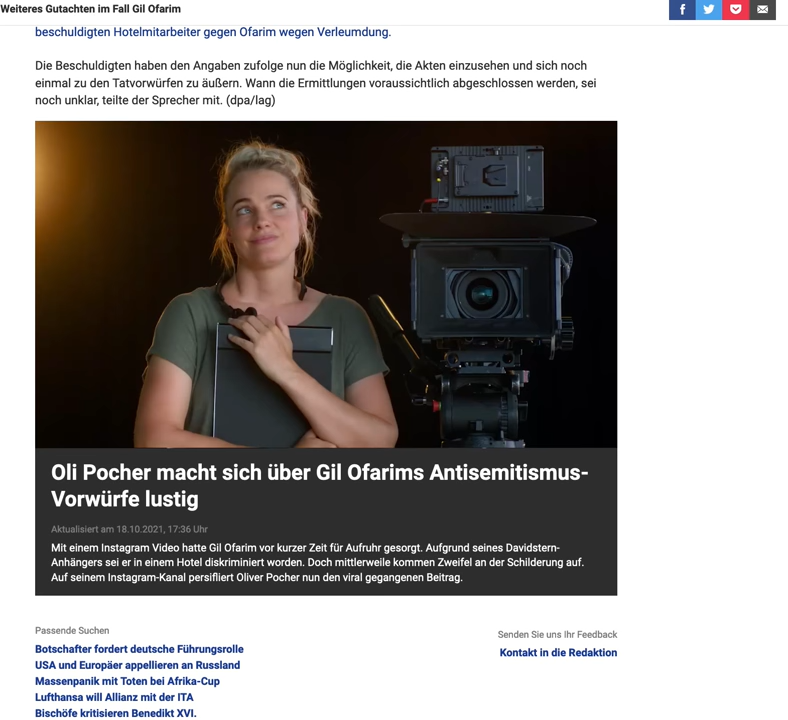 Weiteres Gutachten im Fall Gil Ofarim
beschuldigten Hotelmitarbeiter gegen Ofarim wegen Verleumdung.
Die Beschuldigten haben den Angaben zufolge nun die Möglichkeit, die Akten einzusehen und sich noch
einmal zu den Tatvorwürfen zu äußern. Wann die Ermittlungen voraussichtlich abgeschlossen werden, sei
noch unklar, teilte der Sprecher mit. (dpa/lag)
Oli Pocher macht sich über Gil Ofarims Antisemitismus-
Vorwürfe lustig
Aktualisiert am 18.10.2021, 17:36 Uhr
Mit einem Instagram Video hatte Gil Ofarim vor kurzer Zeit für Aufruhr gesorgt. Aufgrund seines Davidstern-
Anhängers sei er in einem Hotel diskriminiert worden. Doch mittlerweile kommen Zweifel an der Schilderung auf.
Auf seinem Instagram-Kanal persifliert Oliver Pocher nun den viral gegangenen Beitrag.
Passende Suchen
Botschafter fordert deutsche Führungsrolle
USA und Europäer appellieren an Russland
Massenpanik mit Toten bei Afrika-Cup
Lufthansa will Allianz mit der ITA
Bischöfe kritisieren Benedikt XVI.
Senden Sie uns Ihr Feedback
Kontakt in die Redaktion